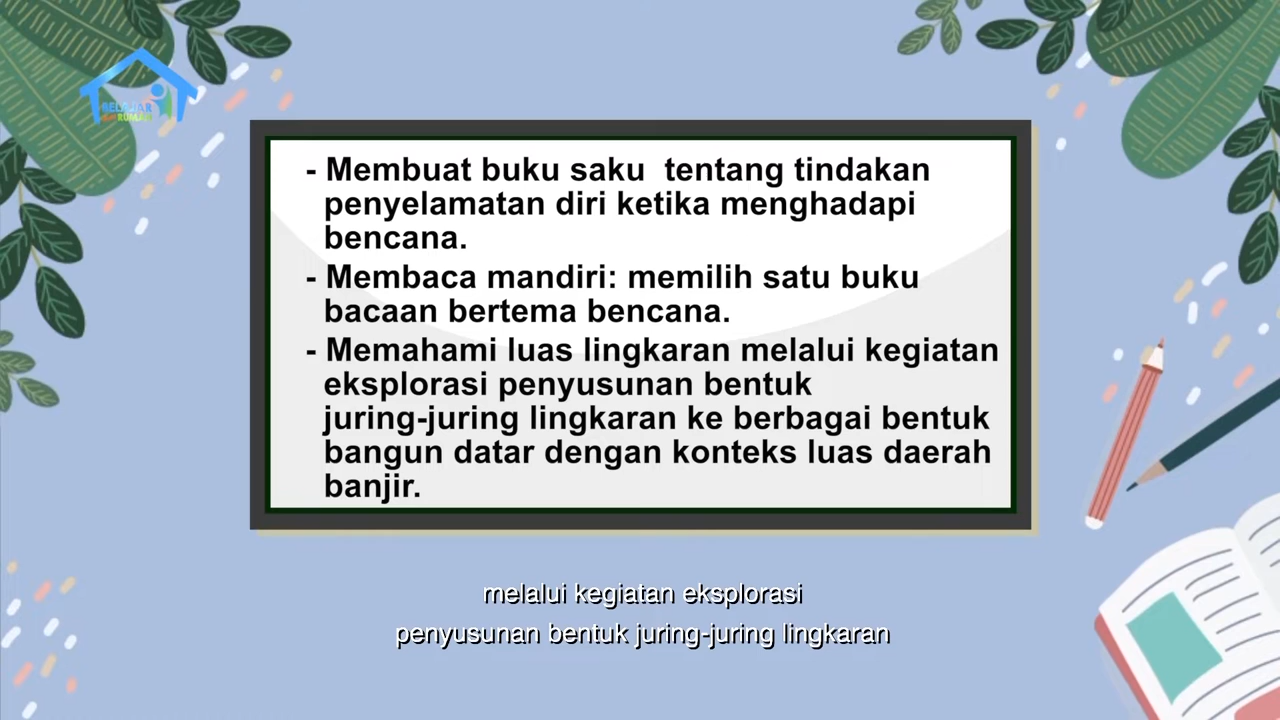 BELAJAR
RUMAH
- Membuat buku saku  tentang tindakan
penyelamatan diri ketika menghadapi
bencana.
- Membaca mandiri: memilih satu buku
bacaan bertema bencana.
- Memahami luas lingkaran melalui kegiatan
eksplorasi penyusunan bentuk
juring-juring lingkaran ke berbagai bentuk
bangun datar dengan konteks luas daerah
banjir.
melalui kegiatan eksplorasi
penyusunan bentuk juring-juring lingkaran